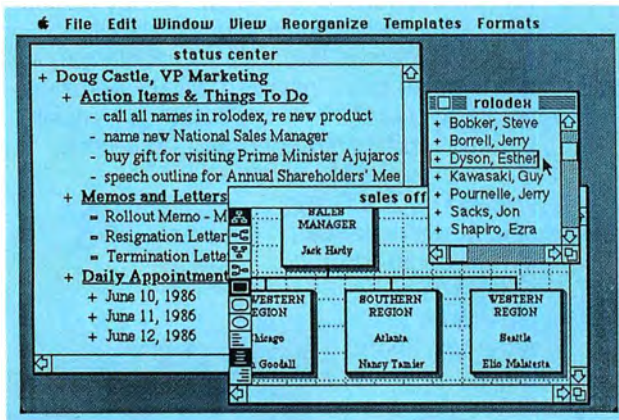 File Edit Window View Reorganize Templates Formats
status center
+ Doug Castle, VP Marketing
+ Action Items & Things To Do
- call all names in rolodex, re new product
- name new National Sales Manager
- buy gift for visiting Prime Minister Ajujaros
- speech outline for Annual Shareholders' Mee
+ Memos and Letters
= Rollout Memo - M
= Resignation Letter
= Termination Lette
+ Daily Appointment
+ June 10, 1986
+ June 11, 1986
+ June 12, 1986
rolodex
+ Bobker, Steve
+ Borrell, Jerry
+ Dyson, Esther
+ Kawasaki, Guy
+ Pournelle, Jerry
+ Sacks, Jon
+ Shapiro, Ezra
sales off
SALES
MANAGER
Jack Hardy
WESTERN
EGION
hicago
Goodall
SOUTHERN
REGION
Atlanta
Nancy Tamier
WESTERN
REGION
Seattle
Elio Malatesta